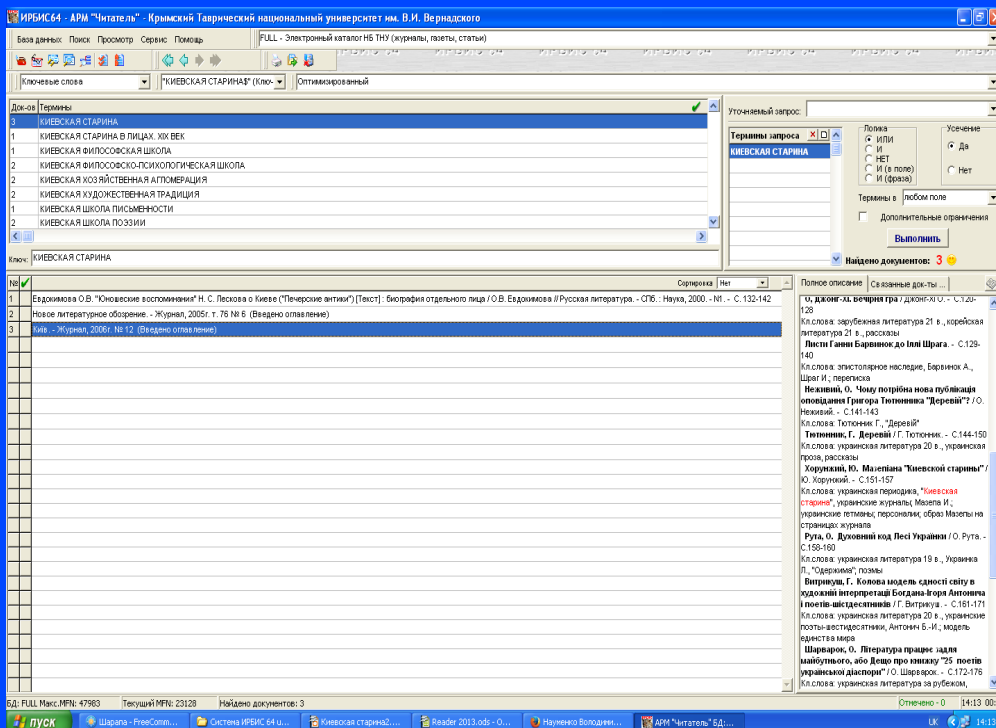 ИРБИС64 - АРМ "Читатель" - Крымский Таврический национальный университет им. В.И. Вернадского
База данных Поиск Просмотр Сервис Помощь
FULL - Электронный каталог НБ ТНУ (журналы, газеты, статьи)
Ключевые слова
"КИЕВСКАЯ СТАРИНА$" (Клю-
Оптимизированный
Док-ов Термины
3 КИЕВСКАЯ СТАРИНА
1 КИЕВСКАЯ СТАРИНА В ЛИЦАХ. XIX ВЕК
1 КИЕВСКАЯ ФИЛОСОФСКАЯ ШКОЛА
2 КИЕВСКАЯ ФИЛОСОФСКО-ПСИХОЛОГИЧЕСКАЯ ШКОЛА
2 КИЕВСКАЯ ХОЗЯЙСТВЕННАЯ АГЛОМЕРАЦИЯ
2 КИЕВСКАЯ ХУДОЖЕСТВЕННАЯ ТРАДИЦИЯ
1 КИЕВСКАЯ ШКОЛА ПИСЬМЕННОСТИ
2 КИЕВСКАЯ ШКОЛА ПОЭЗИИ
Ключ: КИЕВСКАЯ СТАРИНА
Уточняемый запрос:
Термины запроса
КИЕВСКАЯ СТАРИНА
Логика
ИЛИ
И
НЕТ
И (в поле)
И (фраза)
Усечение
Да
Нет
Термины в любом поле
Дополнительные ограничения
Выполнить
Найдено документов: 3
№ Сортировка Нет
1 Евдокимова О.В. "Юношеские воспоминания" Н. С. Лескова о Киеве ("Печерские антики") [Текст] : биография отдельного лица / О.В. Евдокимова // Русская литература. - СПб. : Наука, 2000. - N1. - С. 132-142
2 Новое литературное обозрение. - Журнал, 2005г. т. 76 № 6 (Введено оглавление)
3 Київ. - Журнал, 2006г. № 12 (Введено оглавление)
Полное описание Связанные док-ты ...
О, Джонг-Хі. Вечірня гра / Джонг-Хі О. - С.120-
128
Кл.слова: зарубежная литература 21 в., корейская
литература 21 в., рассказы
Листи Ганни Барвинок до Іллі Шрага. - С.129-
140
Кл.слова: эпистолярное наследие, Барвинок А.,
Шраг И.; переписка
Неживий, О. Чому потрібна нова публікація
оповідання Григора Тютюнника "Деревій"? / О.
Неживий. - С.141-143
Кл.слова: Тютюнник Г., "Деревій"
Тютюнник, Г. Деревій / Г. Тютюнник. - С.144-150
Кл.слова: украинская литература 20 в., украинская
проза, рассказы
Хорунжий, Ю. Мазепіана "Киевской старины" /
Ю. Хорунжий. - С.151-157
Кл.слова: украинская периодика, "Киевская
старина", украинские журналы; Мазепа И.;
украинские гетманы; персоналии; образ Мазепы на
страницах журнала
Рута, О. Духовний код Лесі Українки / О. Рута. -
С.158-160
Кл.слова: украинская литература 19 в., Украинка
Л., "Одержима"; поэмы
Витрикуш, Г. Колова модель єдності світу в
художній інтерпретації Богдана-Ігоря Антонича
і поетів-шістдесятників / Г. Витрикуш. - С.161-171
Кл.слова: украинская литература 20 в., украинские
поэты-шестидесятники, Антонич Б.-И.; модель
единства мира
Шарварок, О. Література працює задля
майбутнього, або Дещо про книжку "25 поетів
української діаспори" / О. Шарварок. - С.172-176
Кл.слова: украинская литература за рубежом,
БД: FULL Макс.MFN: 47983 Текущий MFN: 23128 Найдено документов: 3 Отмечено - 0 14:13 00:
пуск Шарапа - FreeComm... Система ИРБИС 64 u... Киевская старина2.... Reader 2013.ods - O... Науменко Володими... АРМ "Читатель" БД:... UK 14:13